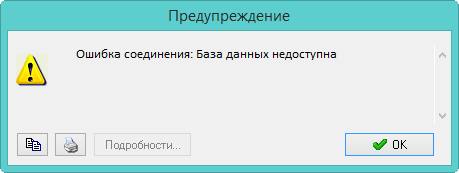 Предупреждение
Ошибка соединения: База данных недоступна
Подробности...
OK